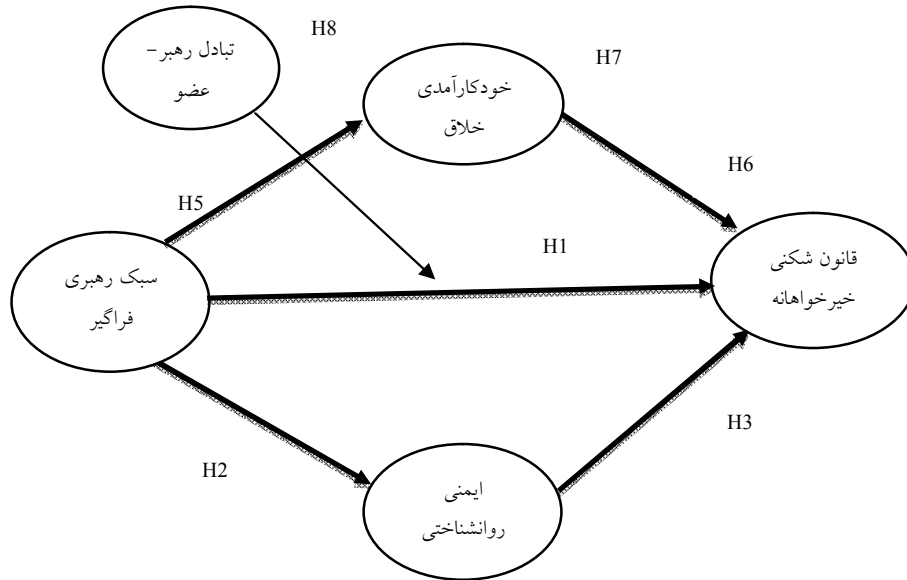 H8
H7
تبادل رهبر–
عضو
خودکارآمدی
خلاق
H6
H5
H1
سبک رهبری
فراگیر
قانون شکنی
خیرخواهانه
H3
H2
ایمنی
روانشناختی